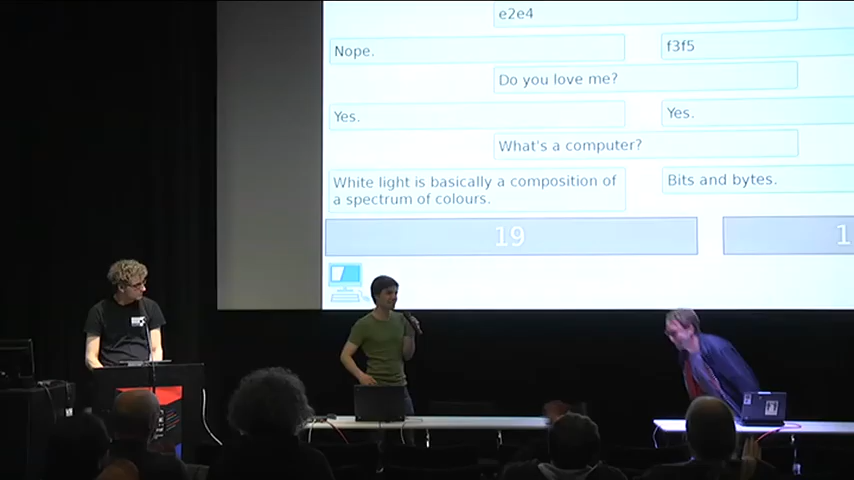 e2e4
Nope.
f3f5
Do you love me?
Yes.
Yes.
What's a computer?
White light is basically a composition of
a spectrum of colours.
Bits and bytes.
19
1